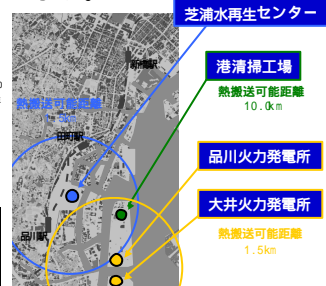 芝浦水再生センター
新橋駅
港清掃工場
熱搬送可能距離
10.0km
熱搬送可能距離
田町駅
品川火力発電所
大井火力発電所
品川駅
熱搬送可能距離
1.5km